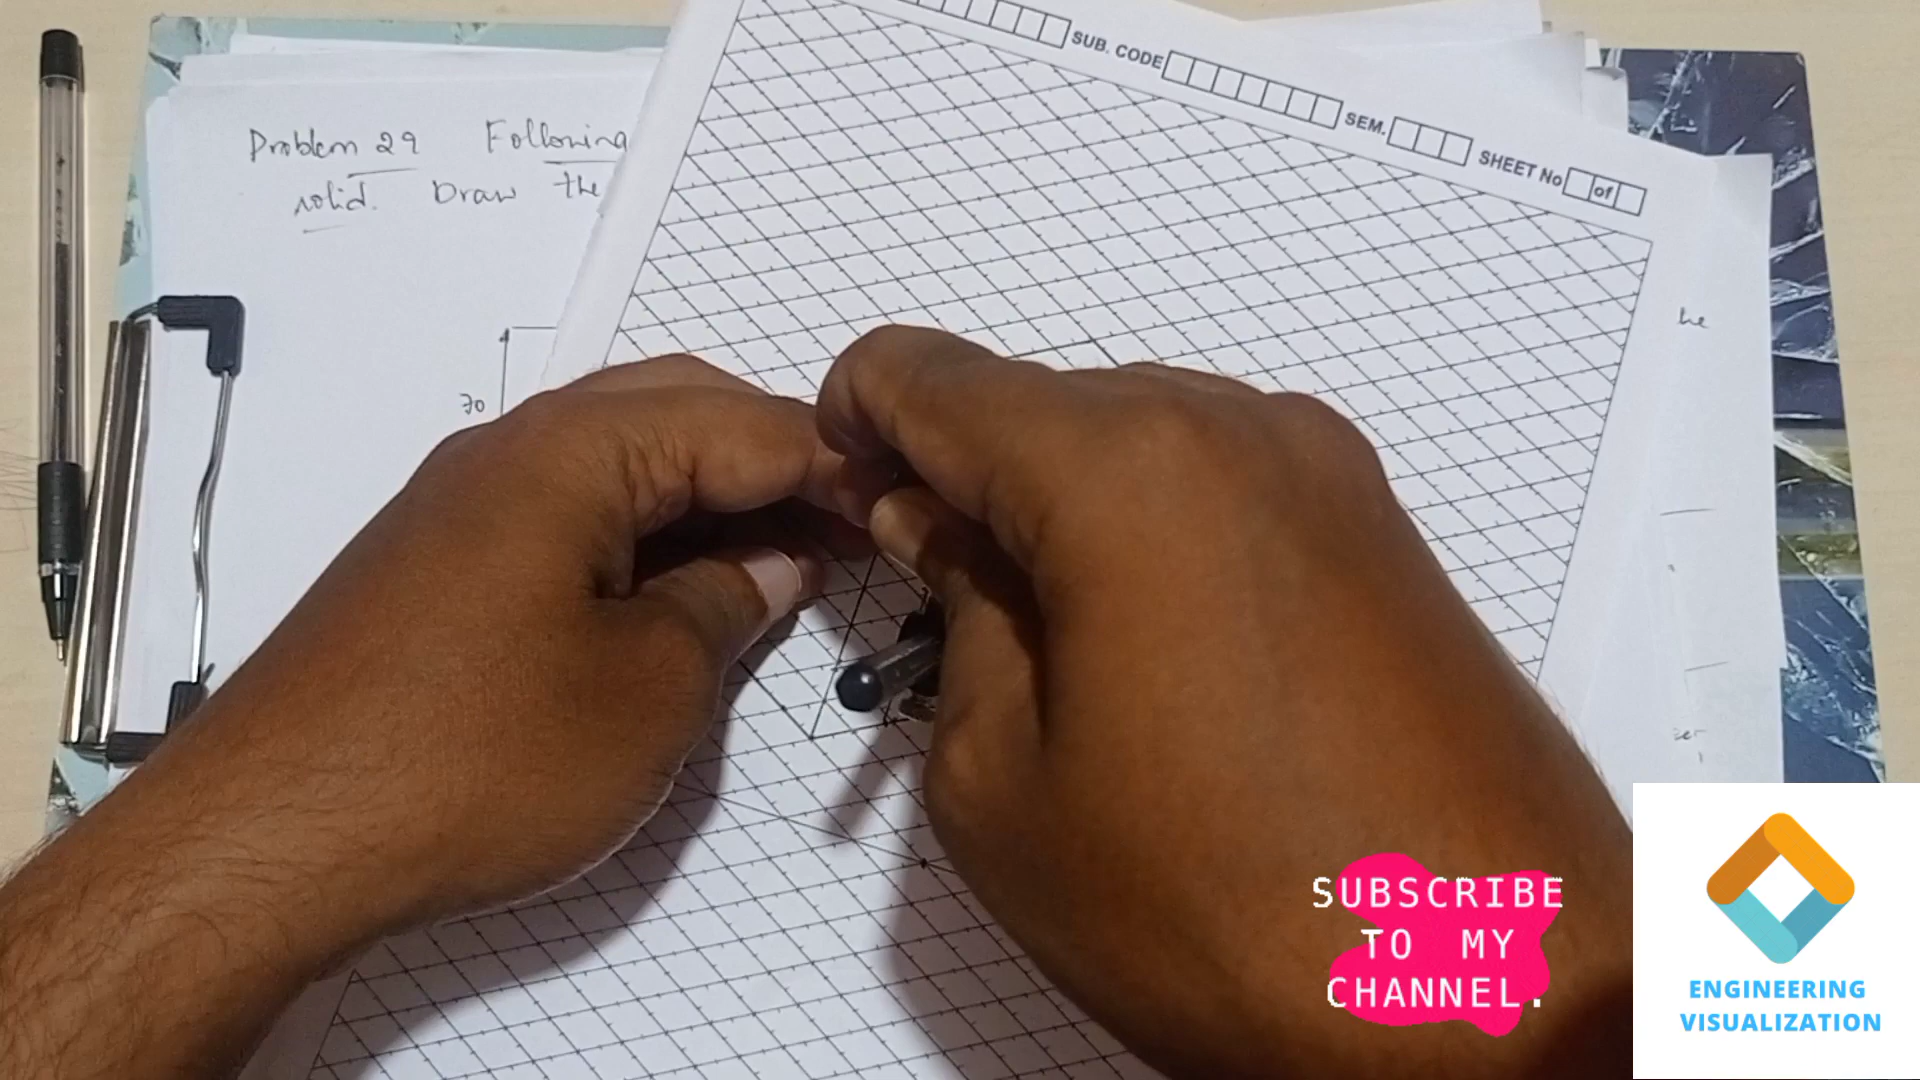 SUB. CODE SEM. SHEET No of
Problem 29 Following
solid. Draw the
70
he
SUBSCRIBE
TO MY
CHANNEL.
ENGINEERING
VISUALIZATION